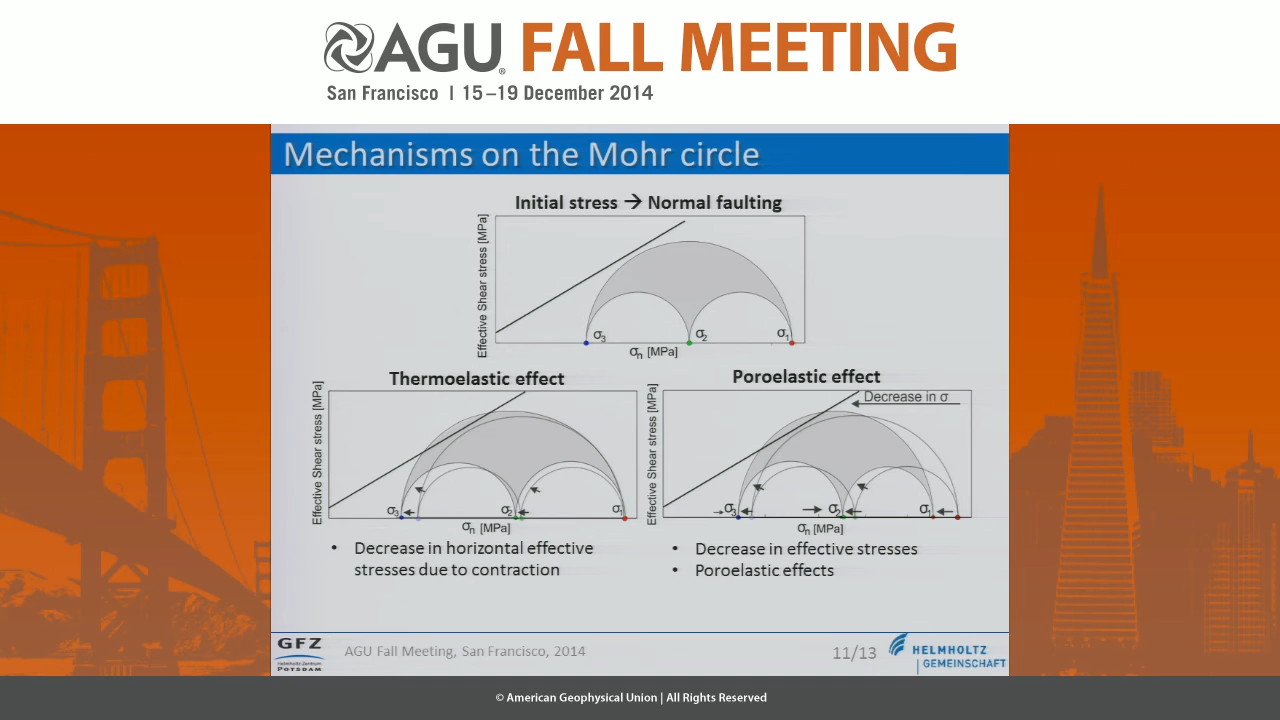 AGU FALL MEETING
San Francisco | 15–19 December 2014
Mechanisms on the Mohr circle
Initial stress → Normal faulting
Effective Shear stress [MPa]
σ3
σ2
σ1
σn [MPa]
Thermoelastic effect
Effective Shear stress [MPa]
σ3
σ2
σ1
σn [MPa]
Poroelastic effect
Effective Shear stress [MPa]
Decrease in σ
σ3
σ2
σ1
σn [MPa]
• Decrease in horizontal effective
stresses due to contraction
• Decrease in effective stresses
• Poroelastic effects
GFZ
Helmholtz-Zentrum
POTSDAM
AGU Fall Meeting, San Francisco, 2014
11/13
HELMHOLTZ
GEMEINSCHAFT
© American Geophysical Union | All Rights Reserved